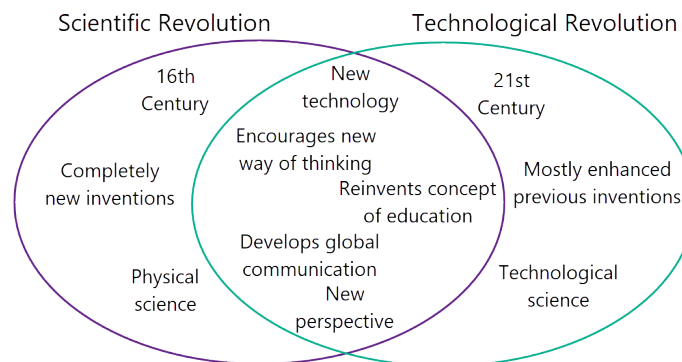 Scientific Revolution
Technological Revolution
16th
Century
Completely
new inventions
Physical
science
New
technology
Encourages new
way of thinking
Reinvents concept
of education
Develops global
communication
New
perspective
21st
Century
Mostly enhanced
previous inventions
Technological
science